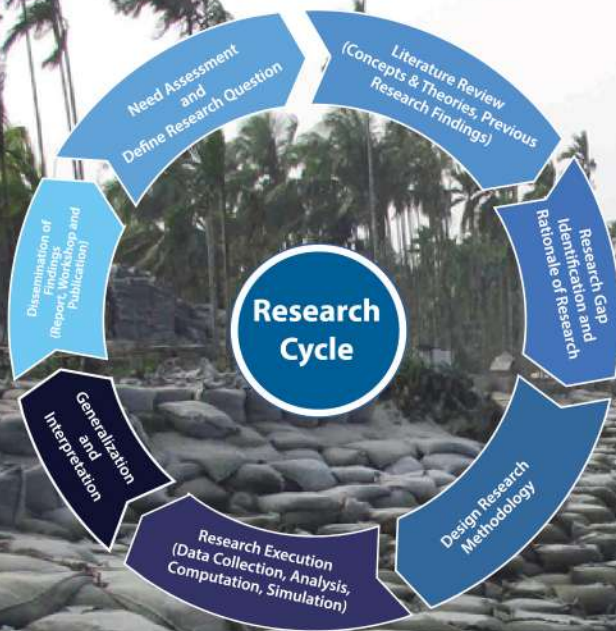 Research
Cycle
Need Assessment
and
Define Research Question
Literature Review
(Concepts & Theories, Previous
Research Findings)
Research Gap
Identification and
Rationale of Research
Design Research
Methodology
Research Execution
(Data Collection, Analysis,
Computation, Simulation)
Generalization
and
Interpretation
Dissemination of
Findings
(Report, Workshop and
Publication)